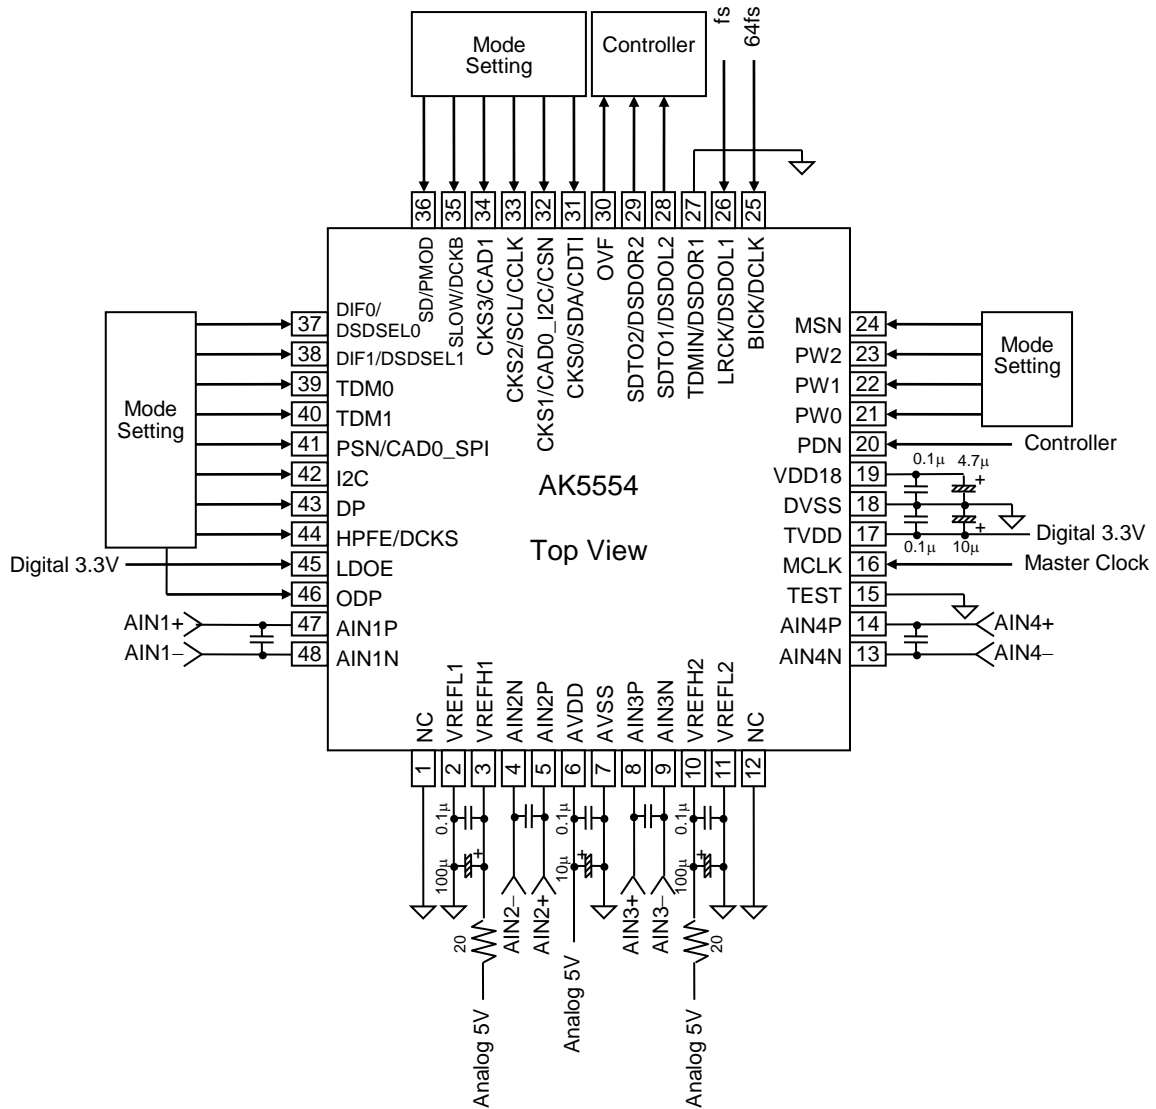 Mode
Setting
Controller
fs
64fs
36
35
34
33
32
31
30
29
28
27
26
25
SD/PMOD
SLOW/DCKB
CKS3/CAD1
CKS2/SCL/CCLK
CKS1/CAD0_I2C/CSN
CKS0/SDA/CDTI
OVF
SDTO2/DSDOR2
SDTO1/DSDOL2
TDMIN/DSDOR1
LRCK/DSDOL1
BICK/DCLK
Mode
Setting
37 DIF0/
DSDSEL0
38 DIF1/DSDSEL1
39 TDM0
40 TDM1
41 PSN/CAD0_SPI
42 I2C
43 DP
44 HPFE/DCKS
Digital 3.3V 45 LDOE
46 ODP
AIN1+ 47 AIN1P
AIN1− 48 AIN1N
AK5554
Top View
MSN 24
PW2 23
PW1 22
PW0 21
Mode
Setting
PDN 20 Controller
VDD18 19 0.1μ 4.7μ +
DVSS 18
TVDD 17 0.1μ 10μ + Digital 3.3V
MCLK 16 Master Clock
TEST 15
AIN4P 14 AIN4+
AIN4N 13 AIN4−
NC
VREFL1
VREFH1
AIN2N
AIN2P
AVDD
AVSS
AIN3P
AIN3N
VREFH2
VREFL2
NC
1
2
3
4
5
6
7
8
9
10
11
12
0.1μ
0.1μ
0.1μ
100μ +
10μ +
100μ +
20
AIN2−
AIN2+
AIN3+
AIN3−
20
Analog 5V
Analog 5V
Analog 5V